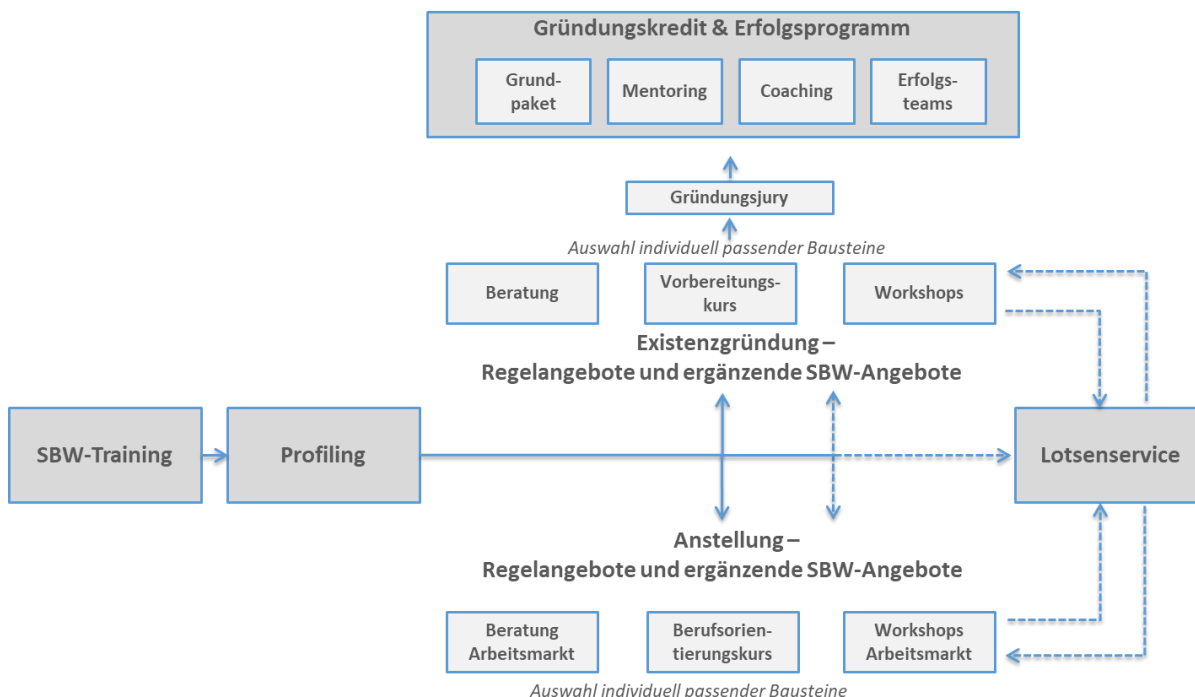 Gründungskredit & Erfolgsprogramm
Grund-
paket
Mentoring
Coaching
Erfolgs-
teams
Gründungsjury
Auswahl individuell passender Bausteine
Beratung
Vorbereitungs-
kurs
Workshops
Existenzgründung –
Regelangebote und ergänzende SBW-Angebote
SBW-Training
Profiling
Lotsenservice
Anstellung –
Regelangebote und ergänzende SBW-Angebote
Beratung
Arbeitsmarkt
Berufsorien-
tierungskurs
Workshops
Arbeitsmarkt
Auswahl individuell passender Bausteine